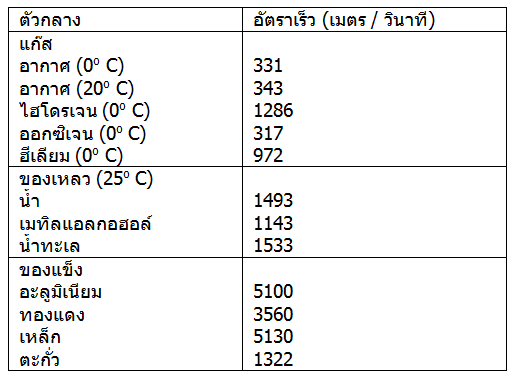 ตัวกลาง อัตราเร็ว (เมตร / วินาที)
แก๊ส
อากาศ (0º C) 331
อากาศ (20º C) 343
ไฮโดรเจน (0º C) 1286
ออกซิเจน (0º C) 317
ฮีเลียม (0º C) 972
ของเหลว (25º C)
น้ำ 1493
เมทิลแอลกอฮอล์ 1143
น้ำทะเล 1533
ของแข็ง
อะลูมิเนียม 5100
ทองแดง 3560
เหล็ก 5130
ตะกั่ว 1322